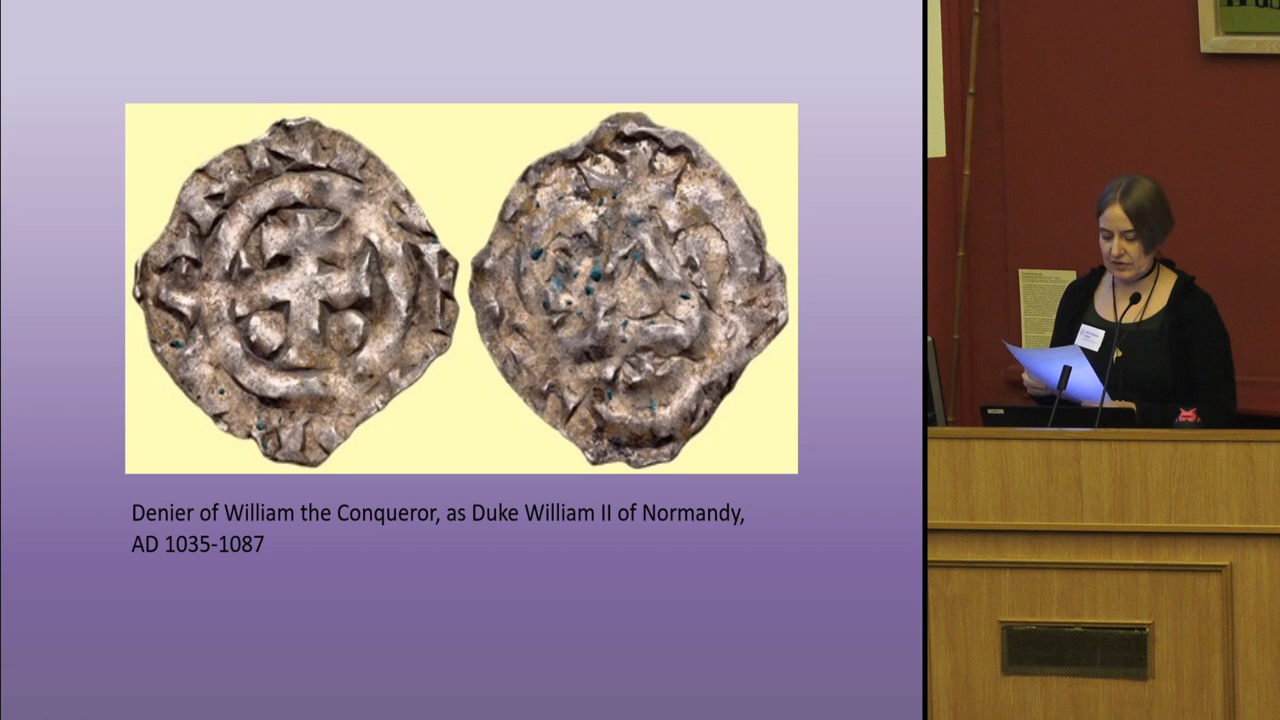 Denier of William the Conqueror, as Duke William II of Normandy,
AD 1035-1087